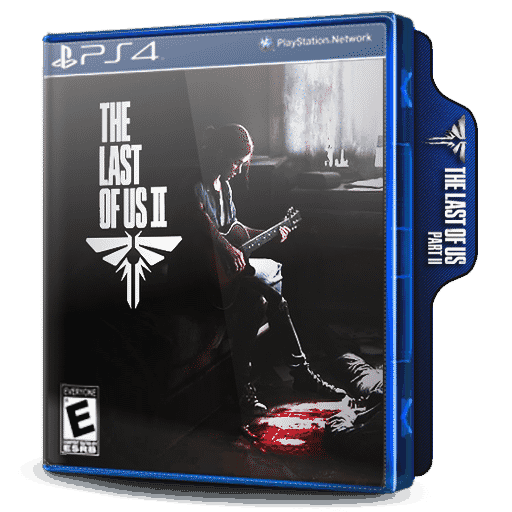 PS4
PlayStation Network
THE
LAST
OF US II
EVERYONE
E
ESRB
THE LAST OF US
PART II